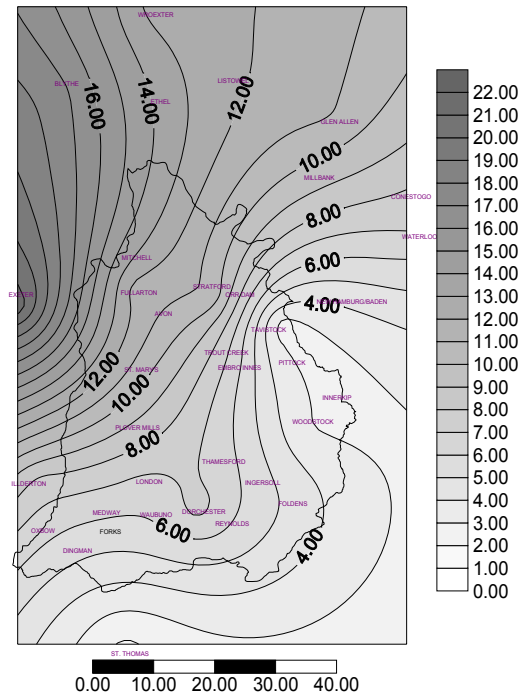 WROEXTER
BLYTHE
16.00
14.00
ETHEL
LISTOWEL
12.00
GLEN ALLEN
10.00
MILLBANK
CONESTOGO
8.00
WATERLOO
MITCHELL
6.00
EXETER
FULLARTON
STRATFORD
ORR DAM
NEW HAMBURG/BADEN
4.00
AVON
TAVISTOCK
TROUT CREEK
PITTOCK
12.00
ST. MARYS
EMBRO INNES
10.00
INNERKIP
WOODSTOCK
PLOVER MILLS
8.00
THAMESFORD
ILDERTON
LONDON
INGERSOLL
FOLDENS
MEDWAY
WAUBUNO
DORCHESTER
REYNOLDS
OXBOW
FORKS
6.00
4.00
DINGMAN
ST. THOMAS
0.00 10.00 20.00 30.00 40.00
22.00
21.00
20.00
19.00
18.00
17.00
16.00
15.00
14.00
13.00
12.00
11.00
10.00
9.00
8.00
7.00
6.00
5.00
4.00
3.00
2.00
1.00
0.00